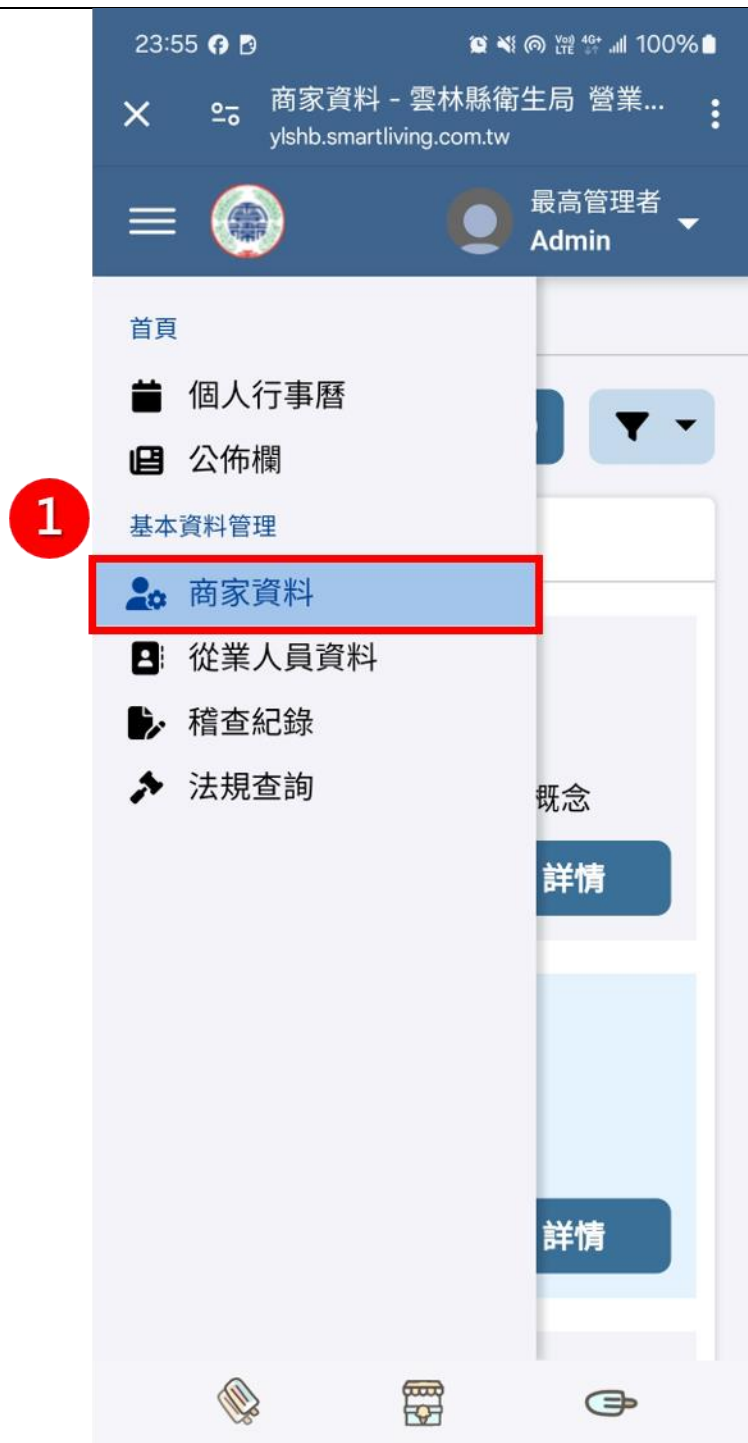 23:55
Vo)) 4G+ 100%
LTE
商家資料 - 雲林縣衛生局 營業...
ylshb.smartliving.com.tw
最高管理者
Admin
首頁
個人行事曆
公佈欄
1
基本資料管理
商家資料
從業人員資料
稽查紀錄
法規查詢
概念
詳情
詳情